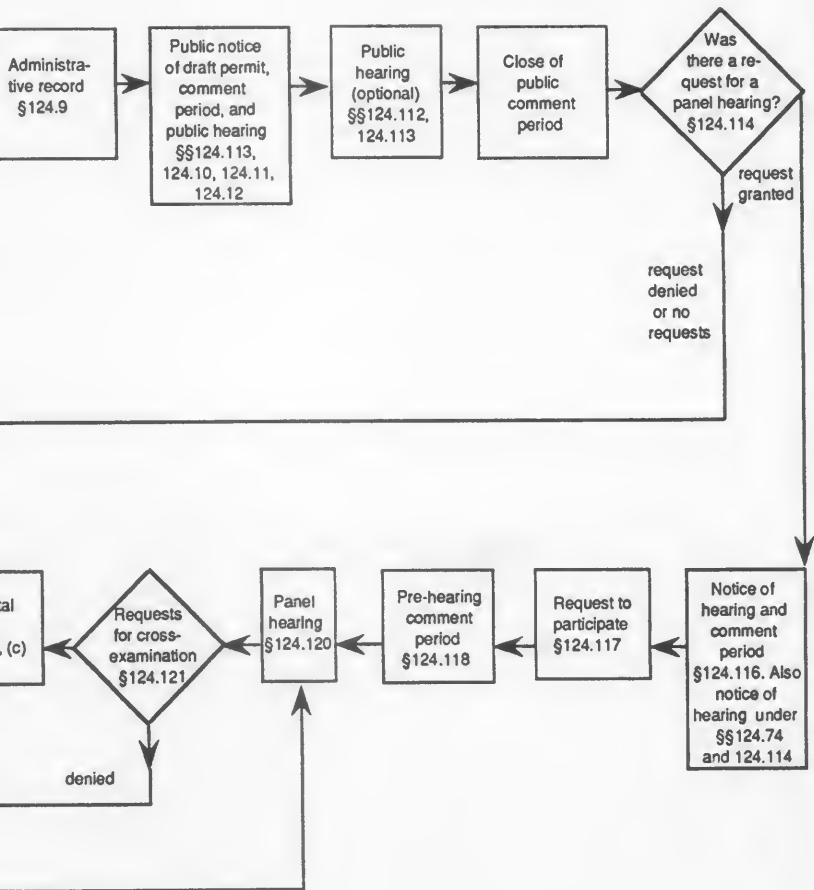 Administra-
tive record
§124.9
Public notice
of draft permit,
comment
period, and
public hearing
§§124.113,
124.10, 124.11,
124.12
Public
hearing
(optional)
§§124.112,
124.113
Close of
public
comment
period
Was
there a re-
quest for a
panel hearing?
§124.114
request
granted
request
denied
or no
requests
tal
, (c)
Requests
for cross-
examination
§124.121
denied
Panel
hearing
§124.120
Pre-hearing
comment
period
§124.118
Request to
participate
§124.117
Notice of
hearing and
comment
period
§124.116. Also
notice of
hearing under
§§124.74
and 124.114